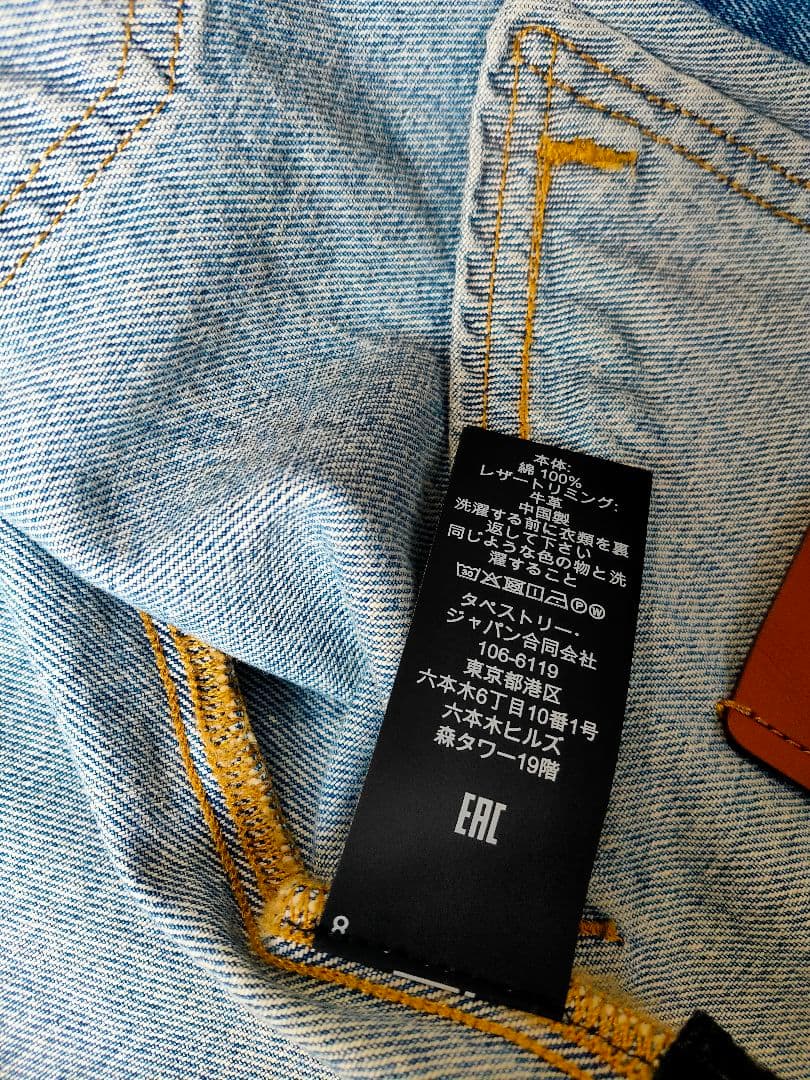 本体:
綿 100%
レザートリミング:
牛革
中国製
洗濯する前に衣類を裏
返して下さい
同じような色の物と洗
濯すること
タペストリー・
ジャパン合同会社
106-6119
東京都港区
六本木6丁目10番1号
六本木ヒルズ
森タワー19階
EAC
8